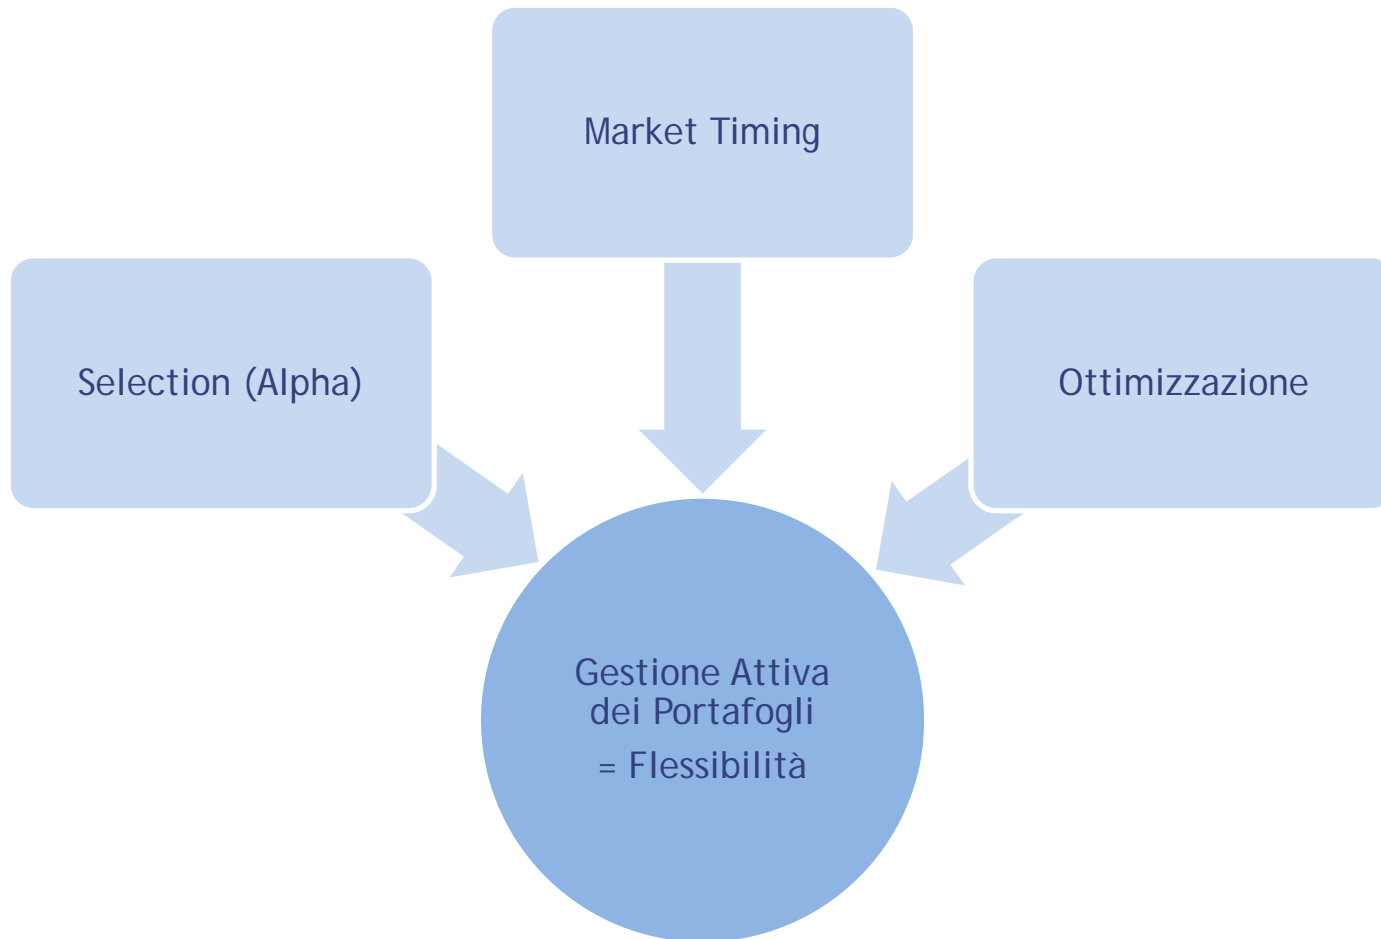 Market Timing
Selection (Alpha)
Ottimizzazione
Gestione Attiva
dei Portafogli
= Flessibilità